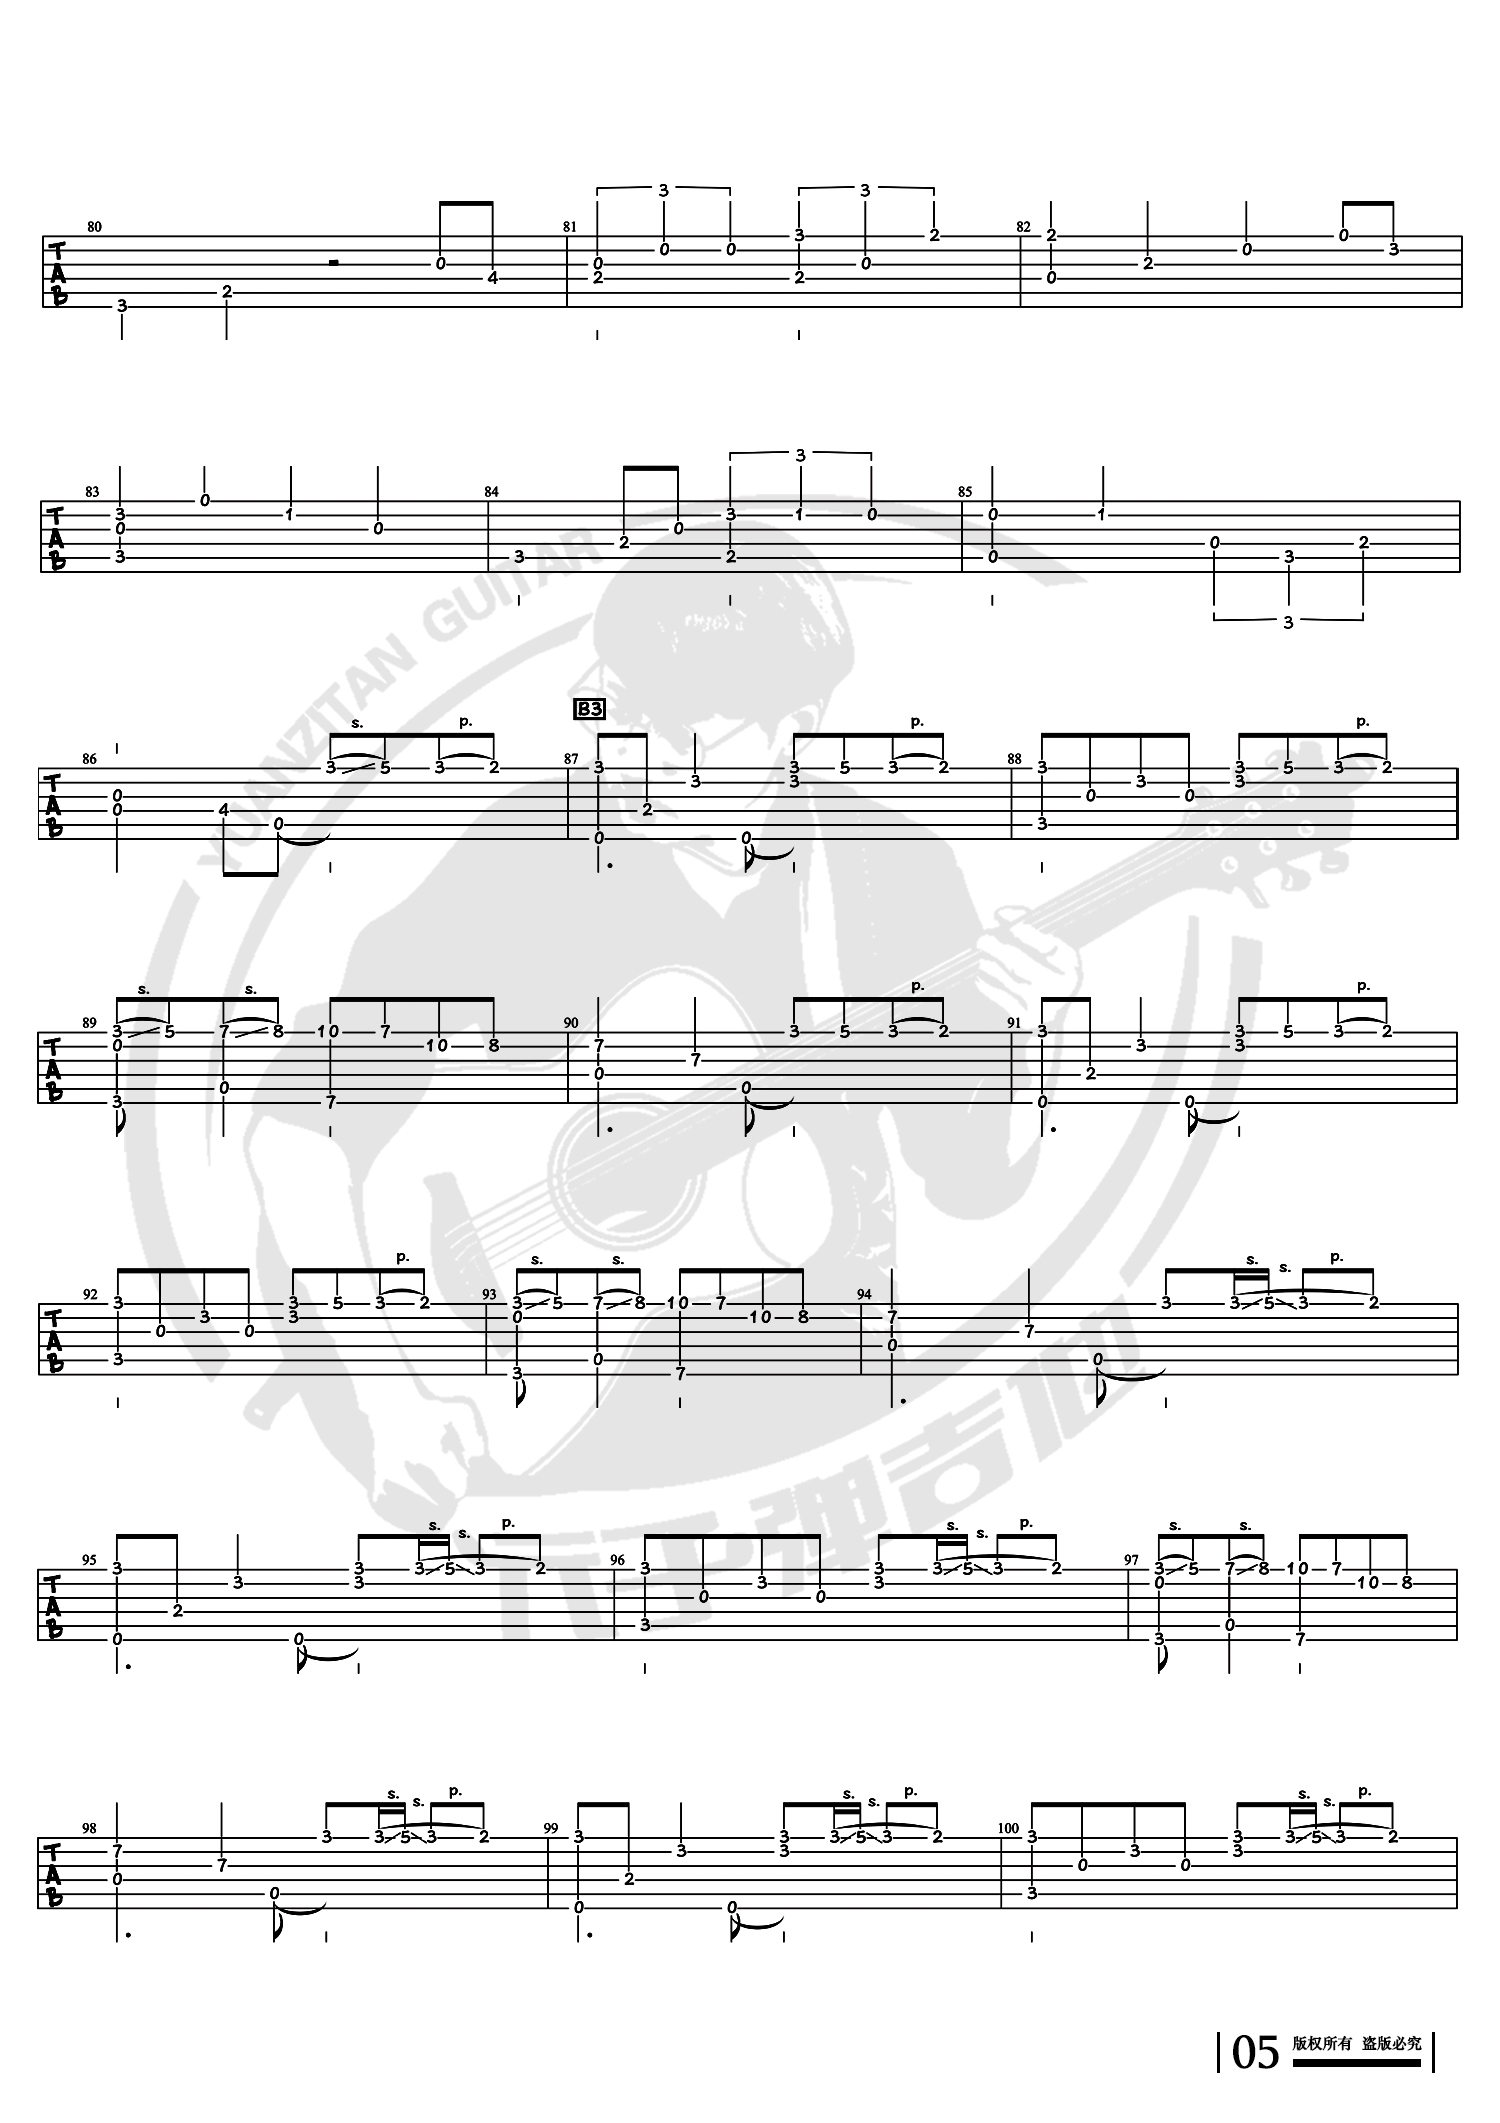 3 3
80 81 82
3 2 2 0
T 0 0 0 3
0 0 0 2
A 4 2 2 0
B 2
3
3
83 84 85
0
T 3 1 3 1 0 0 1
0 0 0
A 2 0 2
B 3 3 2 0 3
3
B3
s. p. p. p.
86 87 88
3 5 3 2 3 3 5 3 2 3 3 5 3 2
T 3 3 3 3
0 0 0
A 0 4 2
B 0 3
0 0
s. s. p. p.
89 90 91
3 5 7 8 10 7 3 5 3 2 3 3 5 3 2
T 0 10 8 7 3 3
7
A 0 2
B 0 0
3 7 0 0
p. s. s. s. s. p.
92 93 94
3 3 5 3 2 3 5 7 8 10 7 3 3 5 3 2
T 3 3 0 10 8 7
0 0 7
A 0
B 3 0 0
3 7
s. s. p. s. s. p. s. s.
95 96 97
3 3 3 5 3 2 3 3 3 5 3 2 3 5 7 8 10 7
T 3 3 3 3 0 10 8
0 0
A 2
B 3 0
0 0 3 7
s. s. p. s. s. p. s. s. p.
98 99 100
3 3 5 3 2 3 3 3 5 3 2 3 3 3 5 3 2
T 7 3 3 3 3
7 0 0
A 0 2
B 0 3
0 0
YUANZITAN GUITAR
05 版权所有 盗版必究